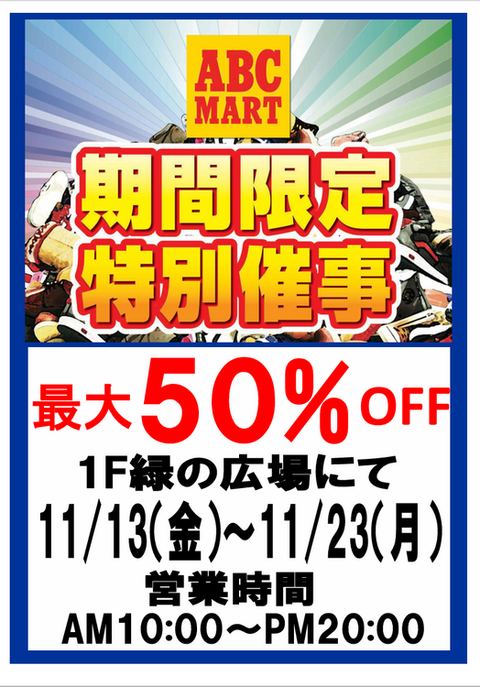 ABC
MART
期間限定
特別催事
最大50%OFF
1F緑の広場にて
11/13(金)~11/23(月)
営業時間
AM10:00~PM20:00